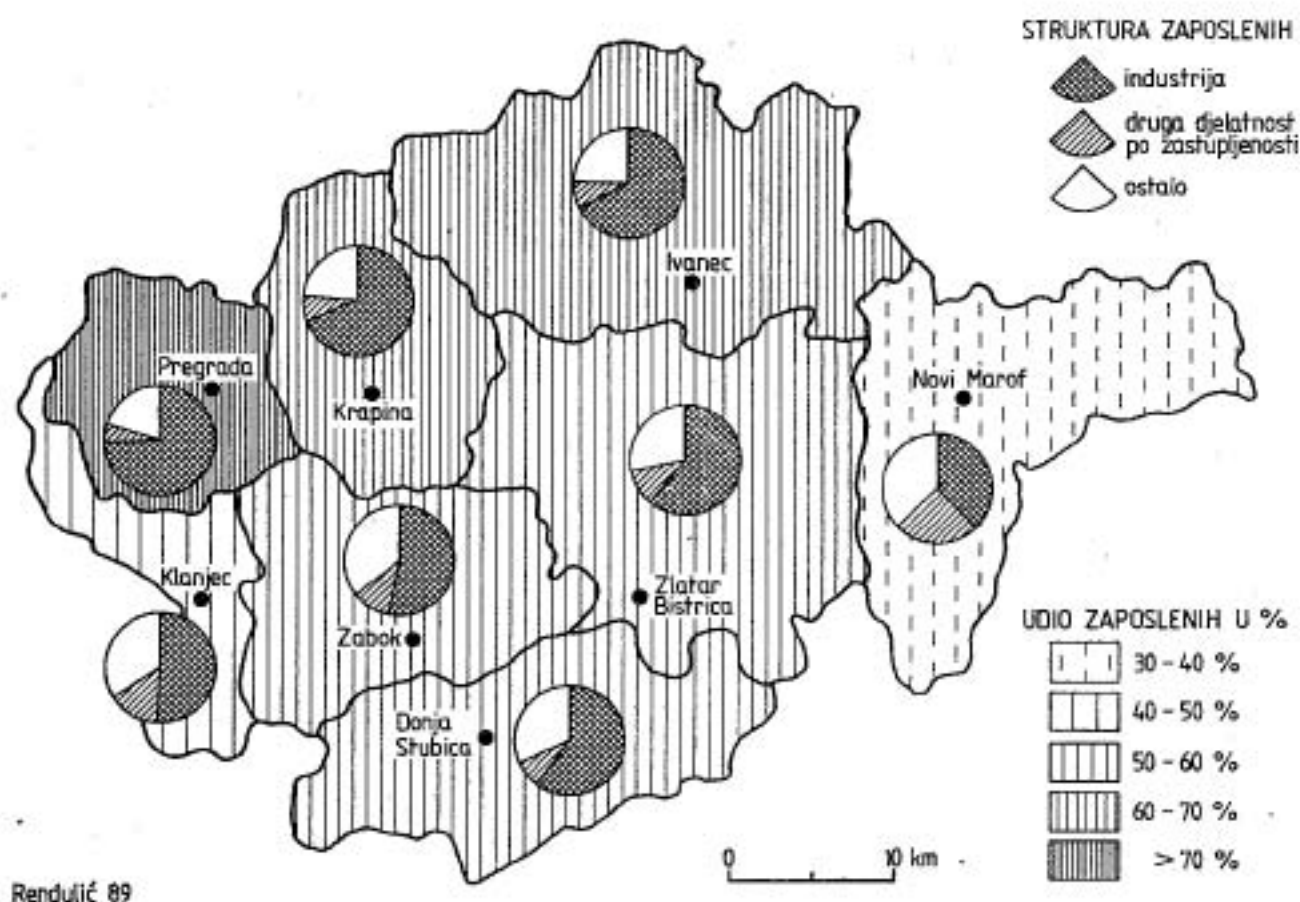 STRUKTURA ZAPOSLENIH
industrija
druga djelatnost
po zastupljenosti
ostalo
Ivanec
Pregrada
Krapina
Novi Marof
Klanjec
Zabok
Zlatar
Bistrica
Donja
Stubica
UDIO ZAPOSLENIH U %
30 - 40 %
40 - 50 %
50 - 60 %
60 - 70 %
> 70 %
0 10 km
Rendulić 89